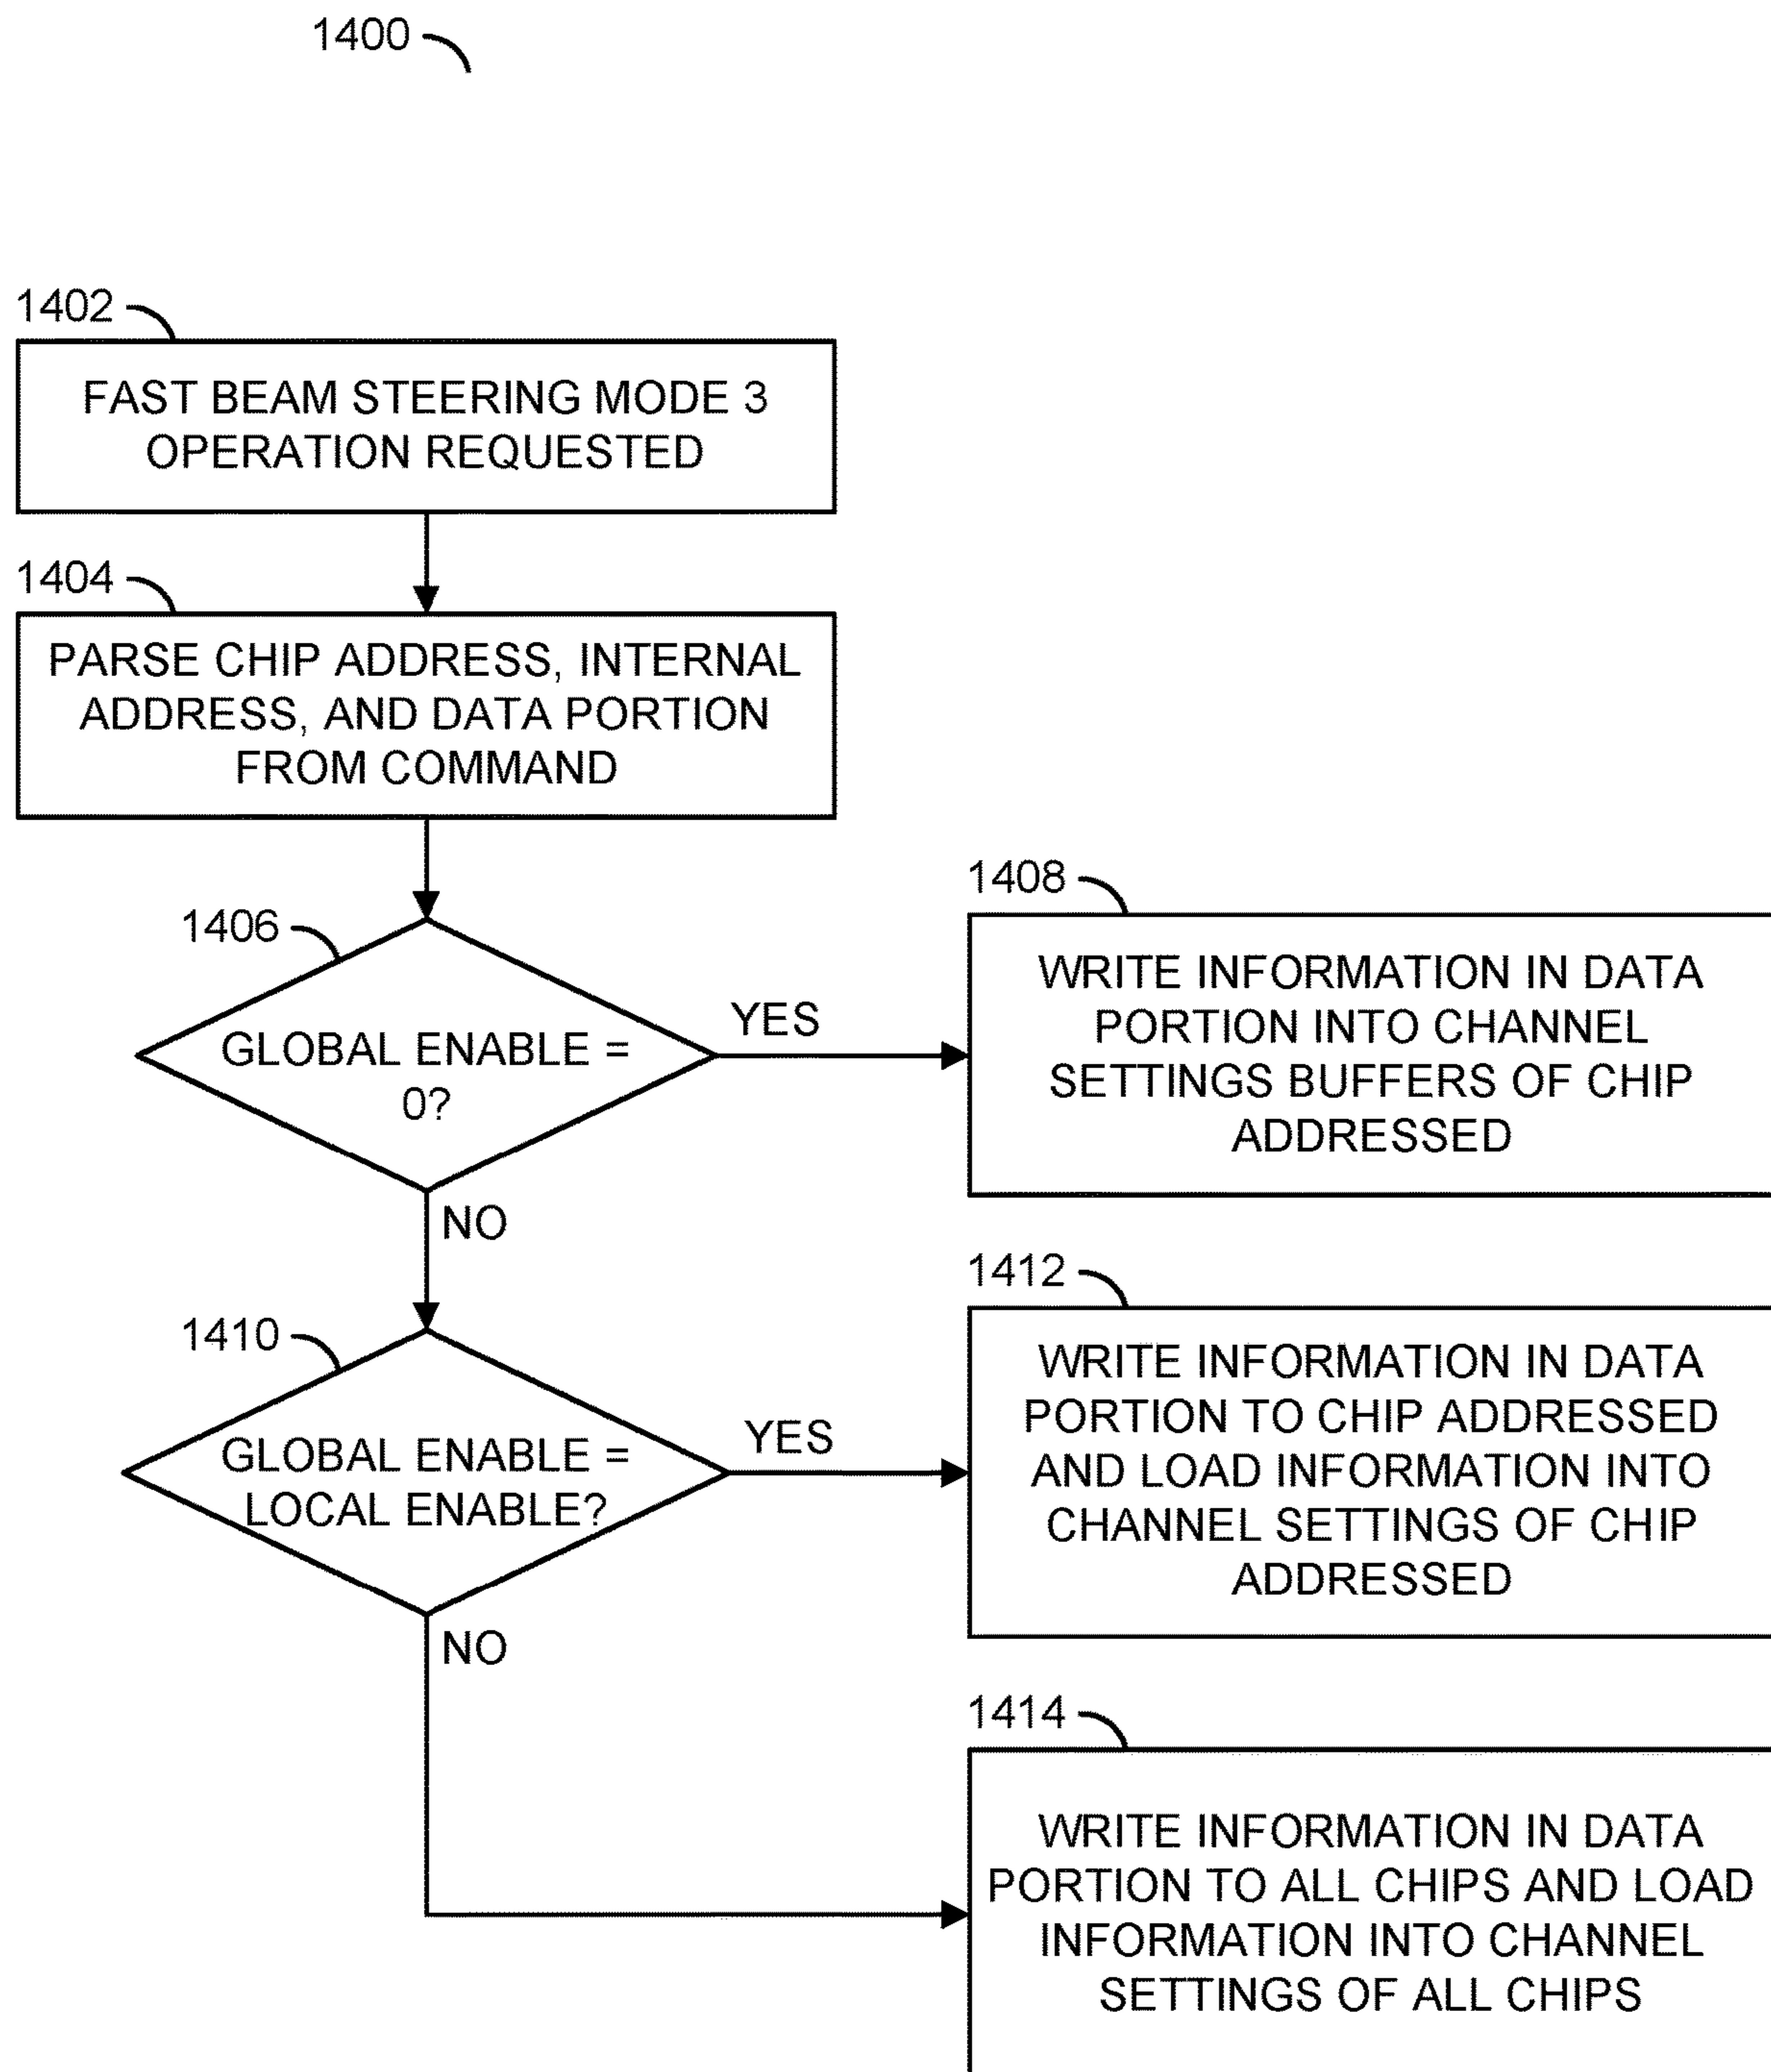 1400
1402
FAST BEAM STEERING MODE 3
OPERATION REQUESTED
1404
PARSE CHIP ADDRESS, INTERNAL
ADDRESS, AND DATA PORTION
FROM COMMAND
1406
GLOBAL ENABLE =
0?
YES
NO
1408
WRITE INFORMATION IN DATA
PORTION INTO CHANNEL
SETTINGS BUFFERS OF CHIP
ADDRESSED
1410
GLOBAL ENABLE =
LOCAL ENABLE?
YES
NO
1412
WRITE INFORMATION IN DATA
PORTION TO CHIP ADDRESSED
AND LOAD INFORMATION INTO
CHANNEL SETTINGS OF CHIP
ADDRESSED
1414
WRITE INFORMATION IN DATA
PORTION TO ALL CHIPS AND LOAD
INFORMATION INTO CHANNEL
SETTINGS OF ALL CHIPS